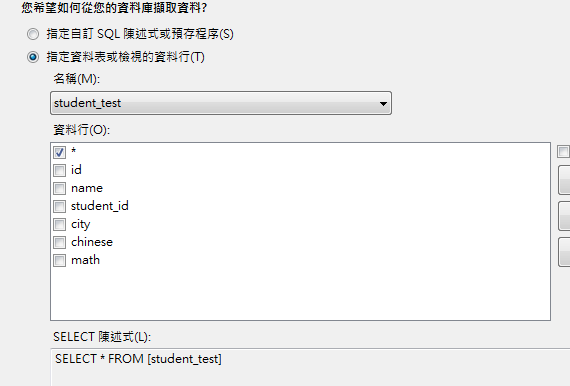 您希望如何從您的資料庫擷取資料?
指定自訂 SQL 陳述式或預存程序(S)
指定資料表或檢視的資料行(T)
名稱(M):
student_test
資料行(O):
*
id
name
student_id
city
chinese
math
SELECT 陳述式(L):
SELECT * FROM [student_test]